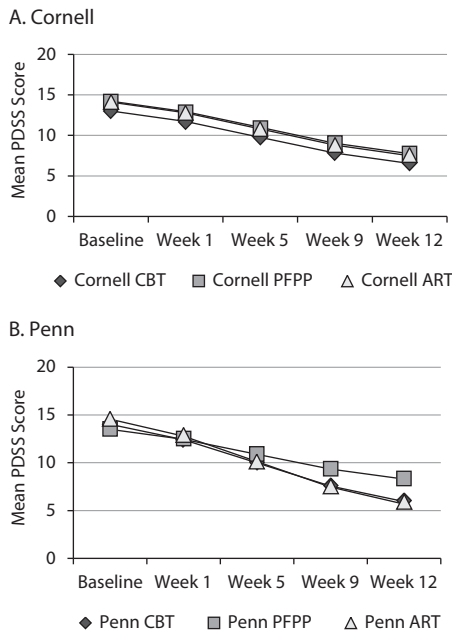 A. Cornell
20
15
10
5
0
Mean PDSS Score
Baseline Week 1 Week 5 Week 9 Week 12
Cornell CBT Cornell PFPP Cornell ART
B. Penn
20
15
10
5
0
Mean PDSS Score
Baseline Week 1 Week 5 Week 9 Week 12
Penn CBT Penn PFPP Penn ART